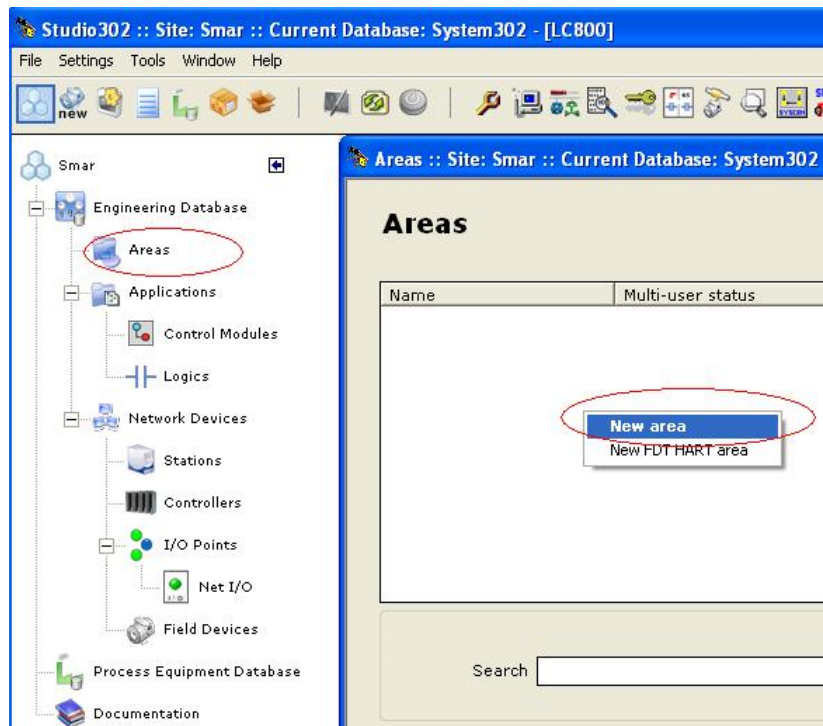 Studio302 :: Site: Smar :: Current Database: System302 - [LC800]
File Settings Tools Window Help
new
Smar
Engineering Database
Areas
Applications
Control Modules
Logics
Network Devices
Stations
Controllers
I/O Points
Net I/O
Field Devices
Process Equipment Database
Documentation
Areas :: Site: Smar :: Current Database: System302
Areas
Name Multi-user status
New area
New FDT HART area
Search